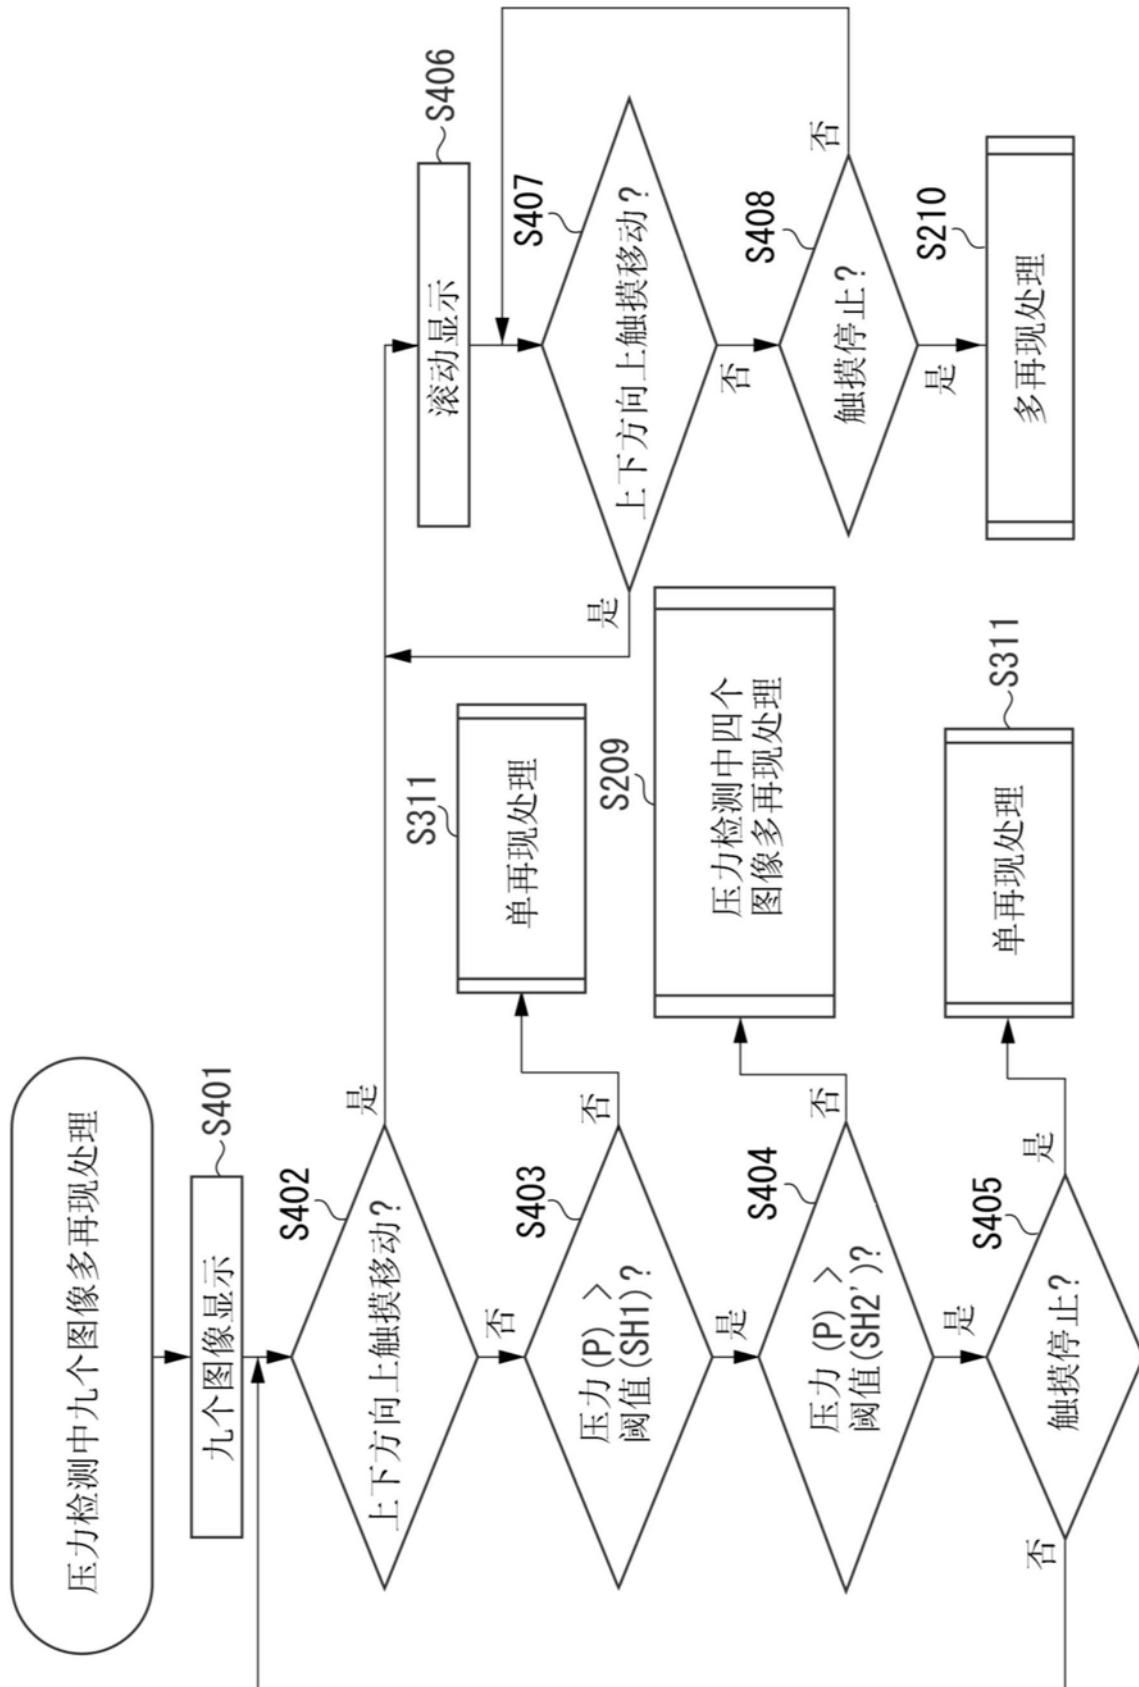 压力检测中九个图像多再现处理
S401
九个图像显示
S402
上下方向上触摸移动?
是
否
S403
压力(P) >
阈值(SH1)?
否
是
S311
单再现处理
S404
压力(P) >
阈值(SH2')?
否
是
S209
压力检测中四个
图像多再现处理
S405
触摸停止?
是
否
S311
单再现处理
S406
滚动显示
S407
上下方向上触摸移动?
是
否
S408
触摸停止?
否
是
S210
多再现处理